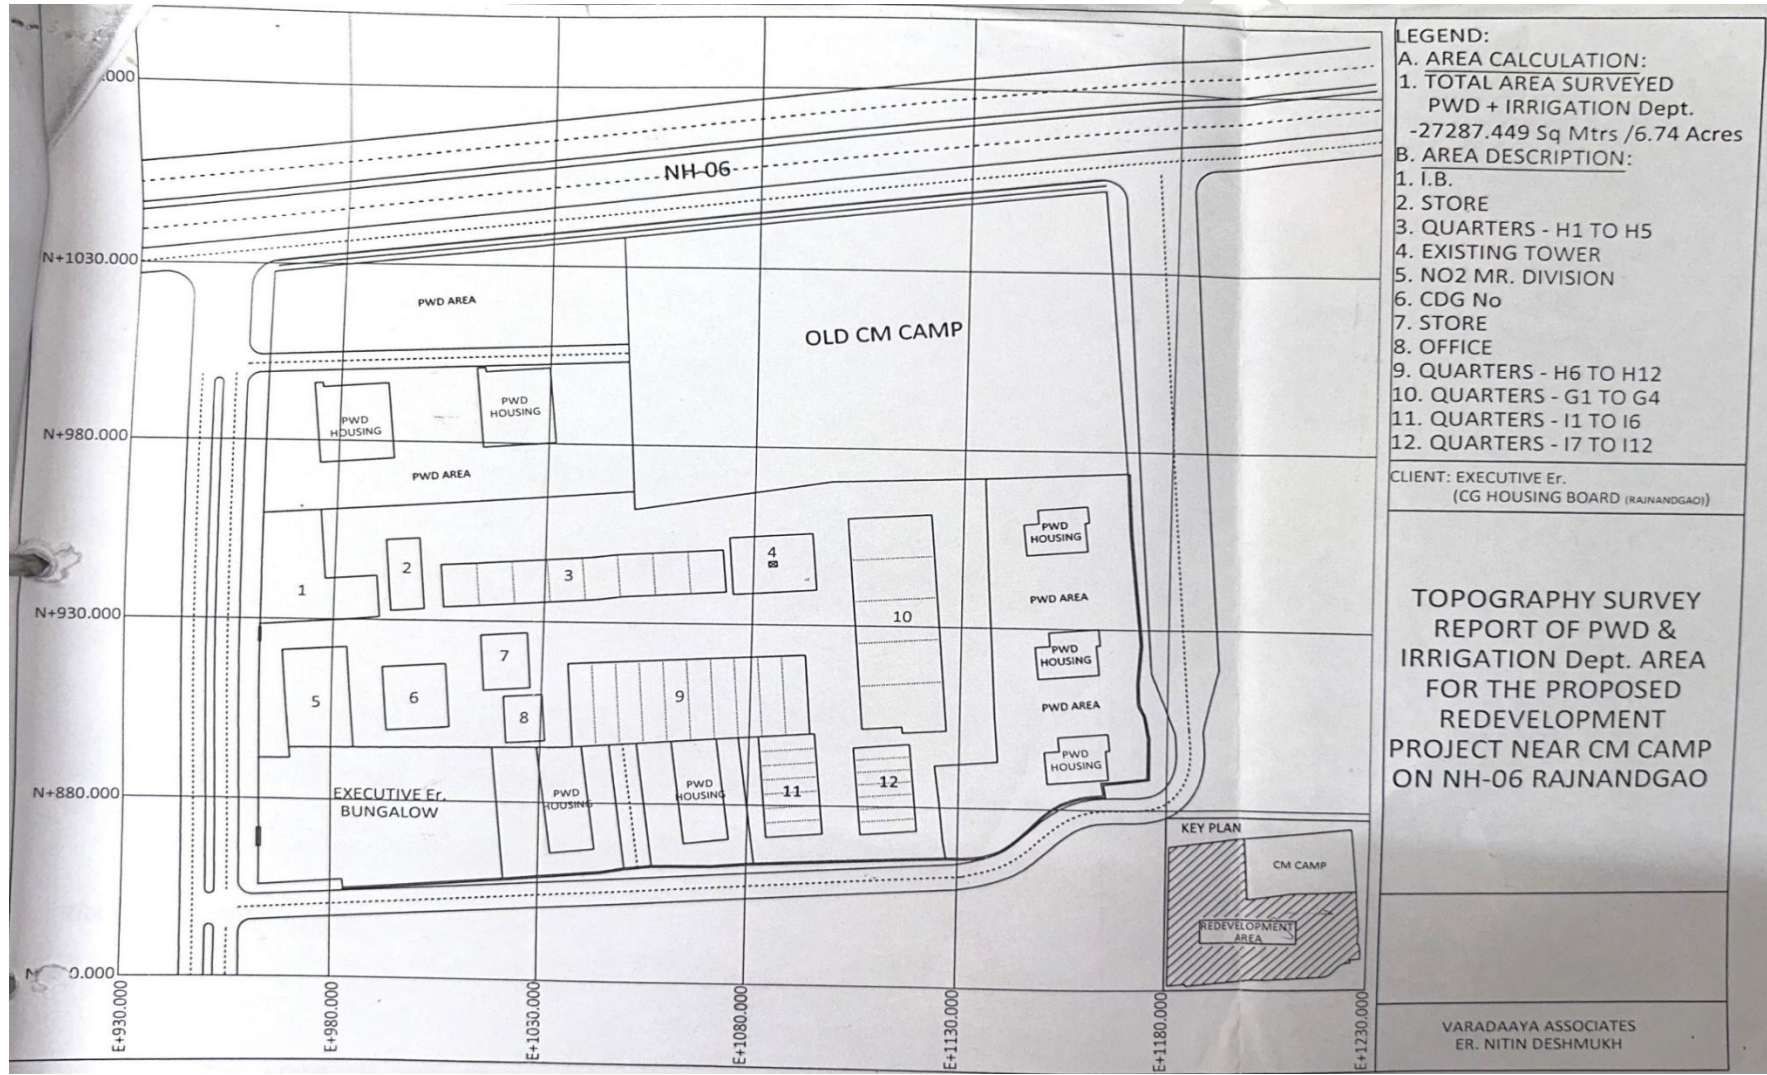 LEGEND:
A. AREA CALCULATION:
1. TOTAL AREA SURVEYED
PWD + IRRIGATION Dept.
-27287.449 Sq Mtrs /6.74 Acres
B. AREA DESCRIPTION:
1. I.B.
2. STORE
3. QUARTERS - H1 TO H5
4. EXISTING TOWER
5. NO2 MR. DIVISION
6. CDG No
7. STORE
8. OFFICE
9. QUARTERS - H6 TO H12
10. QUARTERS - G1 TO G4
11. QUARTERS - I1 TO I6
12. QUARTERS - I7 TO I12
CLIENT: EXECUTIVE Er.
(CG HOUSING BOARD (RAJNANDGAO))
TOPOGRAPHY SURVEY
REPORT OF PWD &
IRRIGATION Dept. AREA
FOR THE PROPOSED
REDEVELOPMENT
PROJECT NEAR CM CAMP
ON NH-06 RAJNANDGAO
VARADAAYA ASSOCIATES
ER. NITIN DESHMUKH
.000
NH-06
N+1030.000
PWD AREA
OLD CM CAMP
PWD
HOUSING
PWD
HOUSING
N+980.000
PWD AREA
PWD
HOUSING
1
2
3
4
10
PWD AREA
N+930.000
5
6
7
8
9
PWD
HOUSING
PWD AREA
PWD
HOUSING
N+880.000
EXECUTIVE Er.
BUNGALOW
PWD
HOUSING
PWD
HOUSING
11
12
KEY PLAN
CM CAMP
REDEVELOPMENT
AREA
N
0.000
E+930.000
E+980.000
E+1030.000
E+1080.000
E+1130.000
E+1180.000
E+1230.000